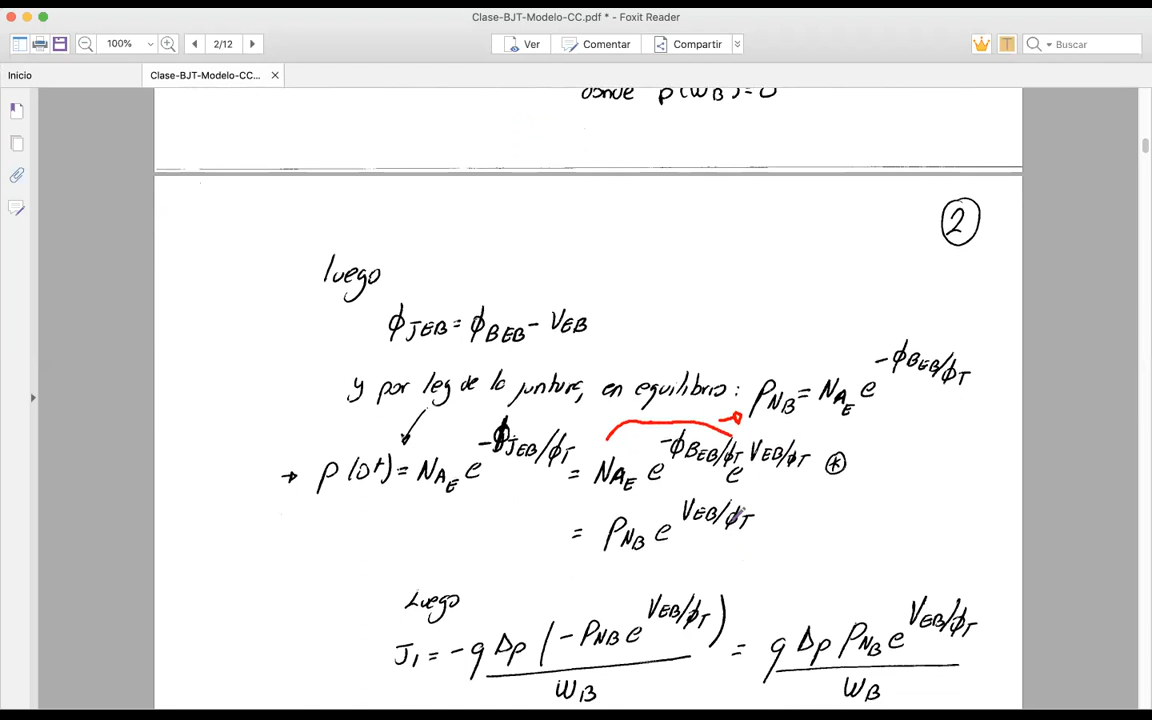 Clase-BJT-Modelo-CC.pdf * - Foxit Reader
100% 2/12 Ver Comentar Compartir Buscar
Inicio Clase-BJT-Modelo-CC...
donde p(WB)=0
2
luego
ϕJEB = ϕBEB - VEB
y por ley de la juntura, en equilibrio: PNB = NAE e^-ϕBEB/ϕT
→ p(0+) = NAE e^-ϕJEB/ϕT = NAE e^-ϕBEB/ϕT e^VEB/ϕT ⊛
= PNB e^VEB/ϕT
Luego
J1 = -q Dp (-PNB e^VEB/ϕT) / WB = q Dp PNB e^VEB/ϕT / WB